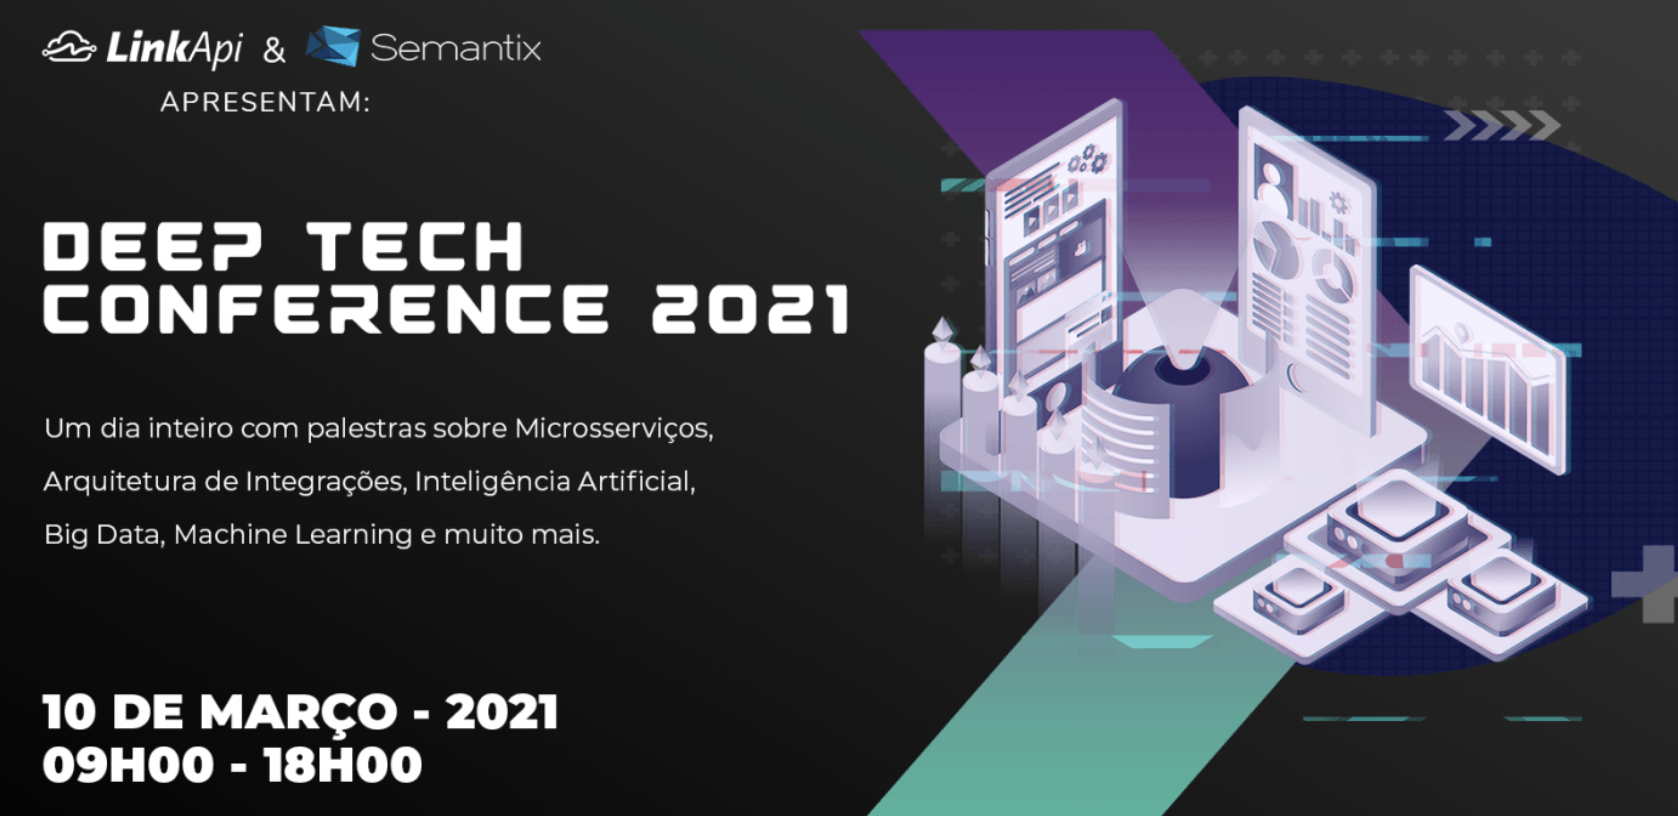 LinkApi & Semantix
APRESENTAM:
DEEP TECH
CONFERENCE 2021
Um dia inteiro com palestras sobre Microsserviços,
Arquitetura de Integrações, Inteligência Artificial,
Big Data, Machine Learning e muito mais.
10 DE MARÇO - 2021
09H00 - 18H00